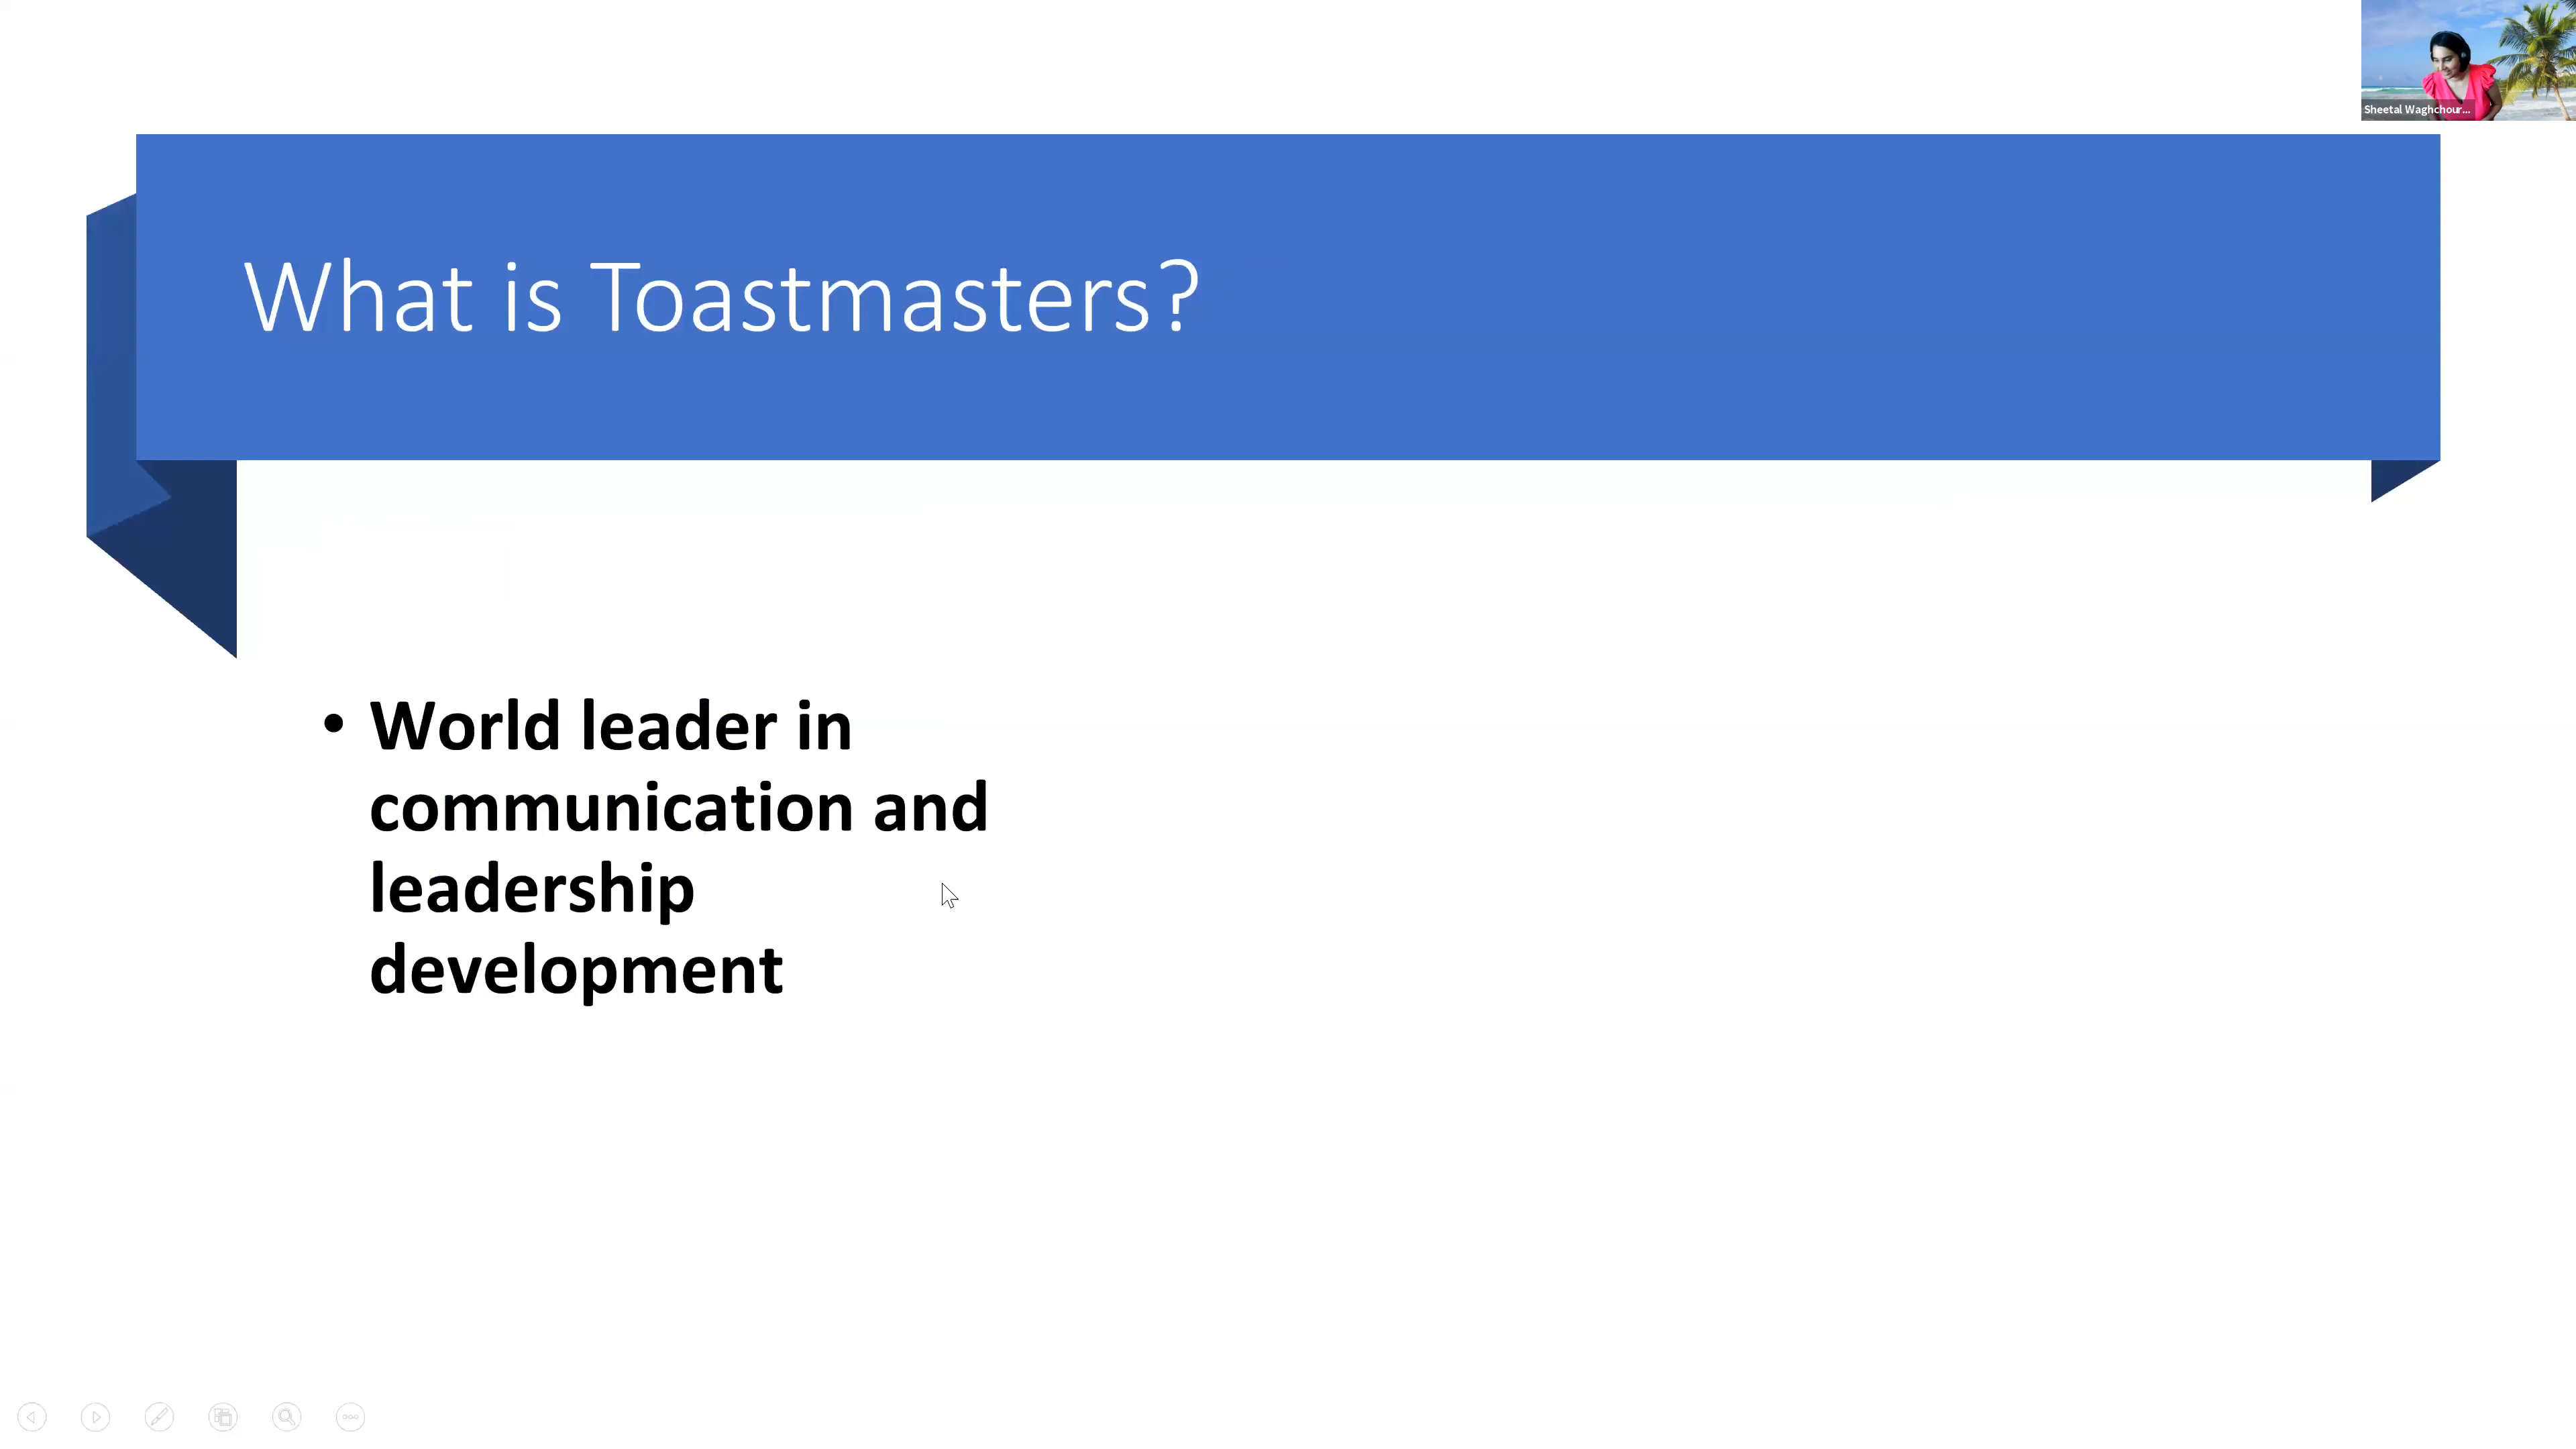 Sheetal Waghchour...
What is Toastmasters?
• World leader in
communication and
leadership
development